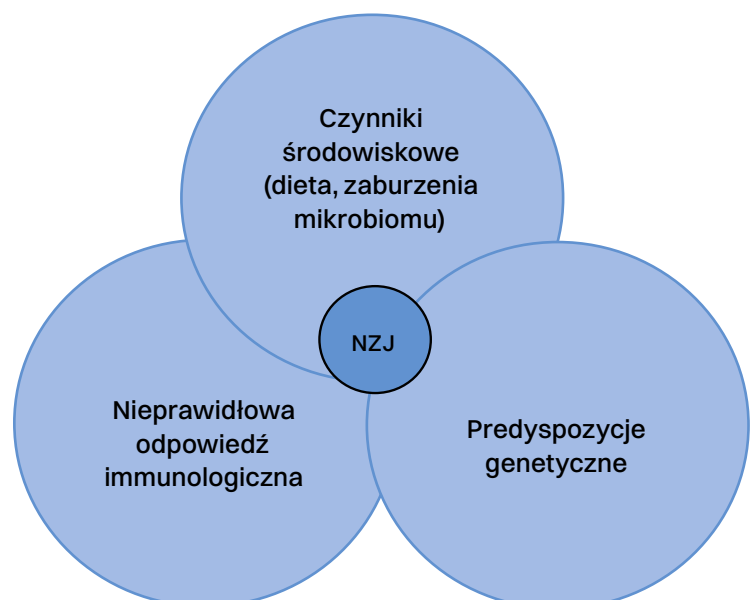 Czynniki
środowiskowe
(dieta, zaburzenia
mikrobiomu)
NZJ
Nieprawidłowa
odpowiedź
immunologiczna
Predyspozycje
genetyczne